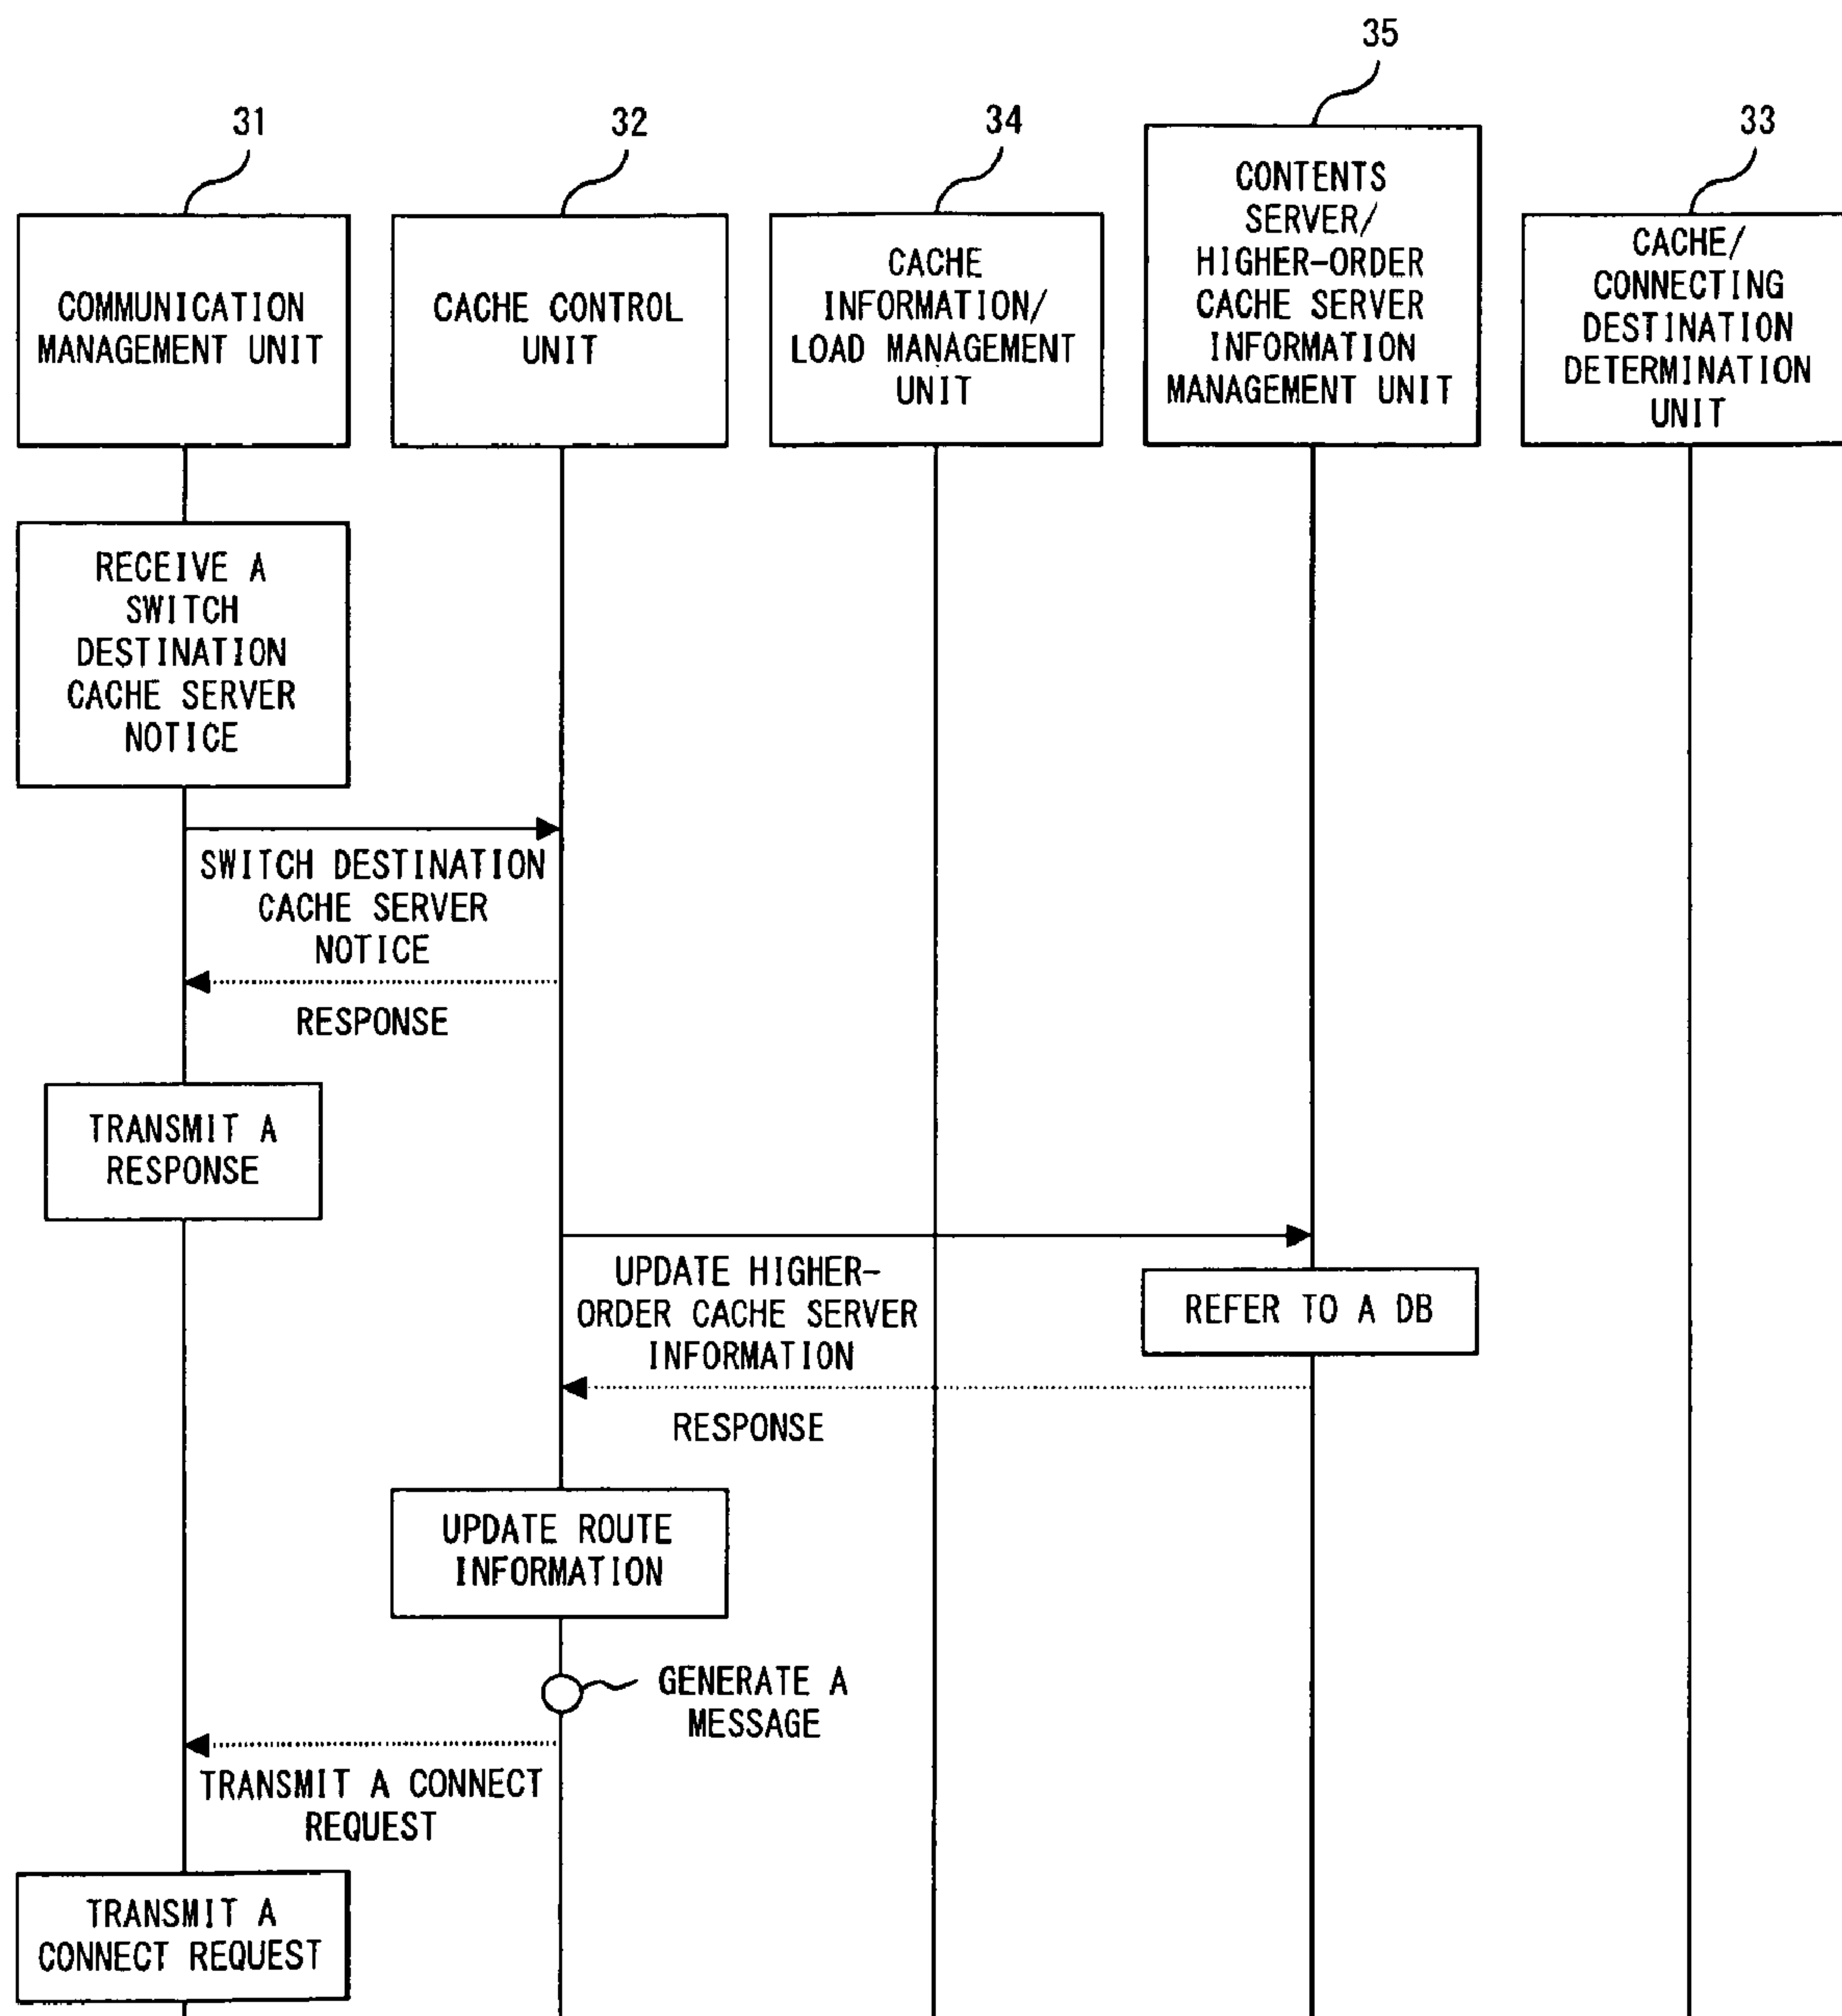 35
31
32
34
33
COMMUNICATION
MANAGEMENT UNIT
CACHE CONTROL
UNIT
CACHE
INFORMATION/
LOAD MANAGEMENT
UNIT
CONTENTS
SERVER/
HIGHER-ORDER
CACHE SERVER
INFORMATION
MANAGEMENT UNIT
CACHE/
CONNECTING
DESTINATION
DETERMINATION
UNIT
RECEIVE A
SWITCH
DESTINATION
CACHE SERVER
NOTICE
SWITCH DESTINATION
CACHE SERVER
NOTICE
RESPONSE
TRANSMIT A
RESPONSE
UPDATE HIGHER-
ORDER CACHE SERVER
INFORMATION
REFER TO A DB
RESPONSE
UPDATE ROUTE
INFORMATION
GENERATE A
MESSAGE
TRANSMIT A CONNECT
REQUEST
TRANSMIT A
CONNECT REQUEST